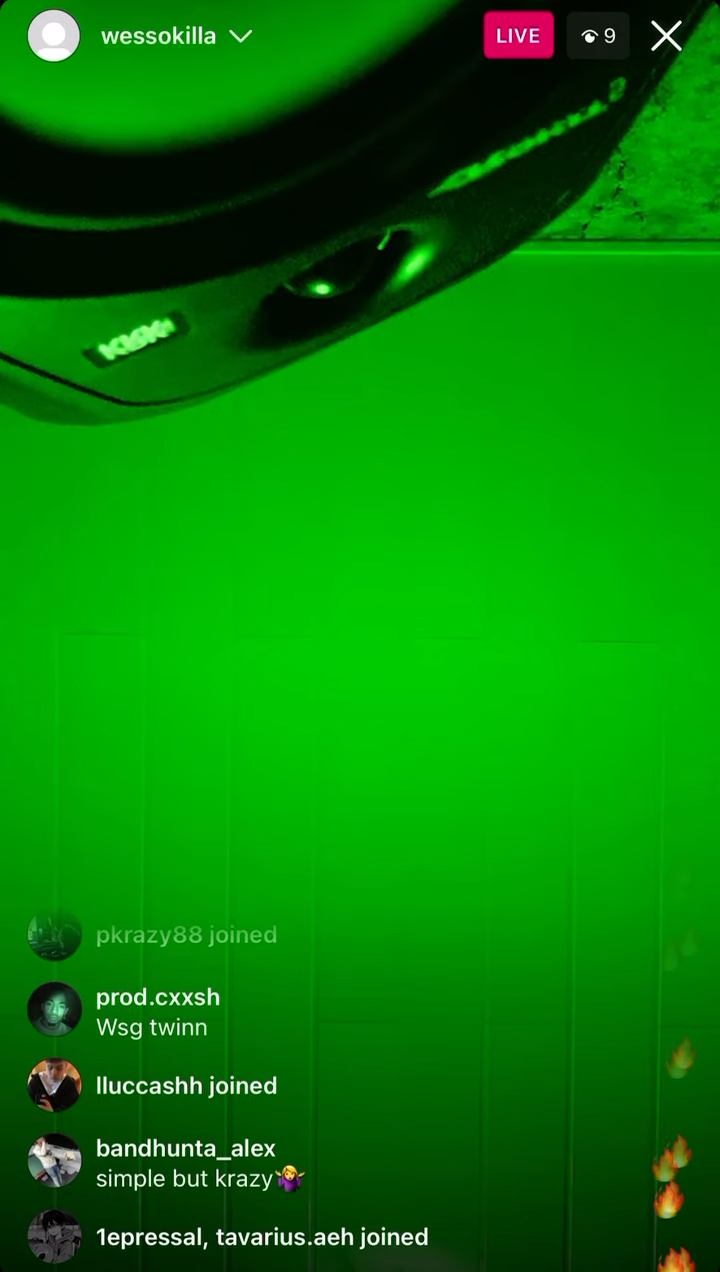 wessokilla
LIVE
9
KRK
pkrazy88 joined
prod.cxxsh
Wsg twinn
lluccashh joined
bandhunta_alex
simple but krazy🤷‍♀️
1epressal, tavarius.aeh joined